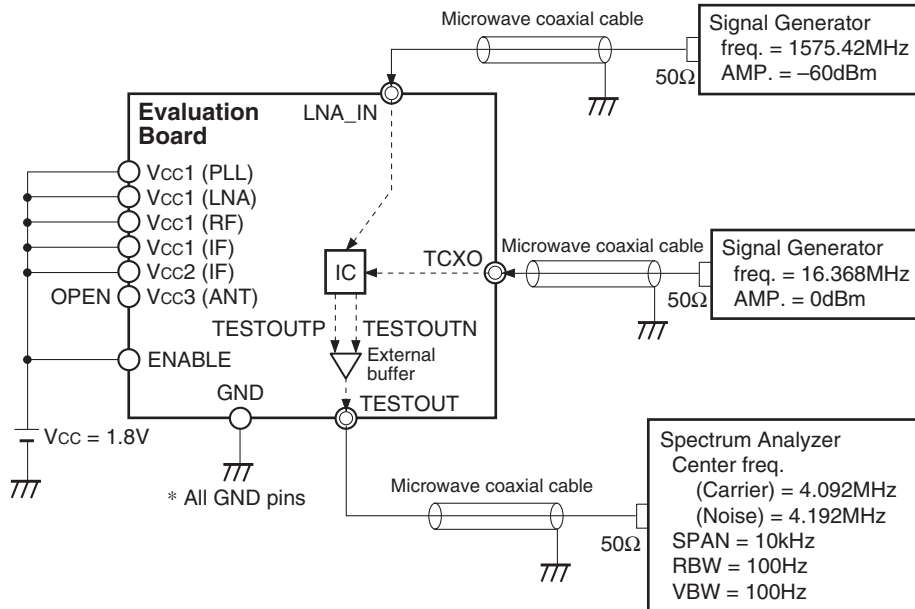 Microwave coaxial cable
Signal Generator
freq. = 1575.42MHz
AMP. = –60dBm
50Ω
LNA_IN
Evaluation
Board
VCC1 (PLL)
VCC1 (LNA)
VCC1 (RF)
VCC1 (IF)
VCC2 (IF)
OPEN
VCC3 (ANT)
ENABLE
IC
TCXO
Microwave coaxial cable
Signal Generator
freq. = 16.368MHz
AMP. = 0dBm
50Ω
TESTOUTP
TESTOUTN
External
buffer
GND
TESTOUT
VCC = 1.8V
* All GND pins
Microwave coaxial cable
50Ω
Spectrum Analyzer
Center freq.
(Carrier) = 4.092MHz
(Noise) = 4.192MHz
SPAN = 10kHz
RBW = 100Hz
VBW = 100Hz